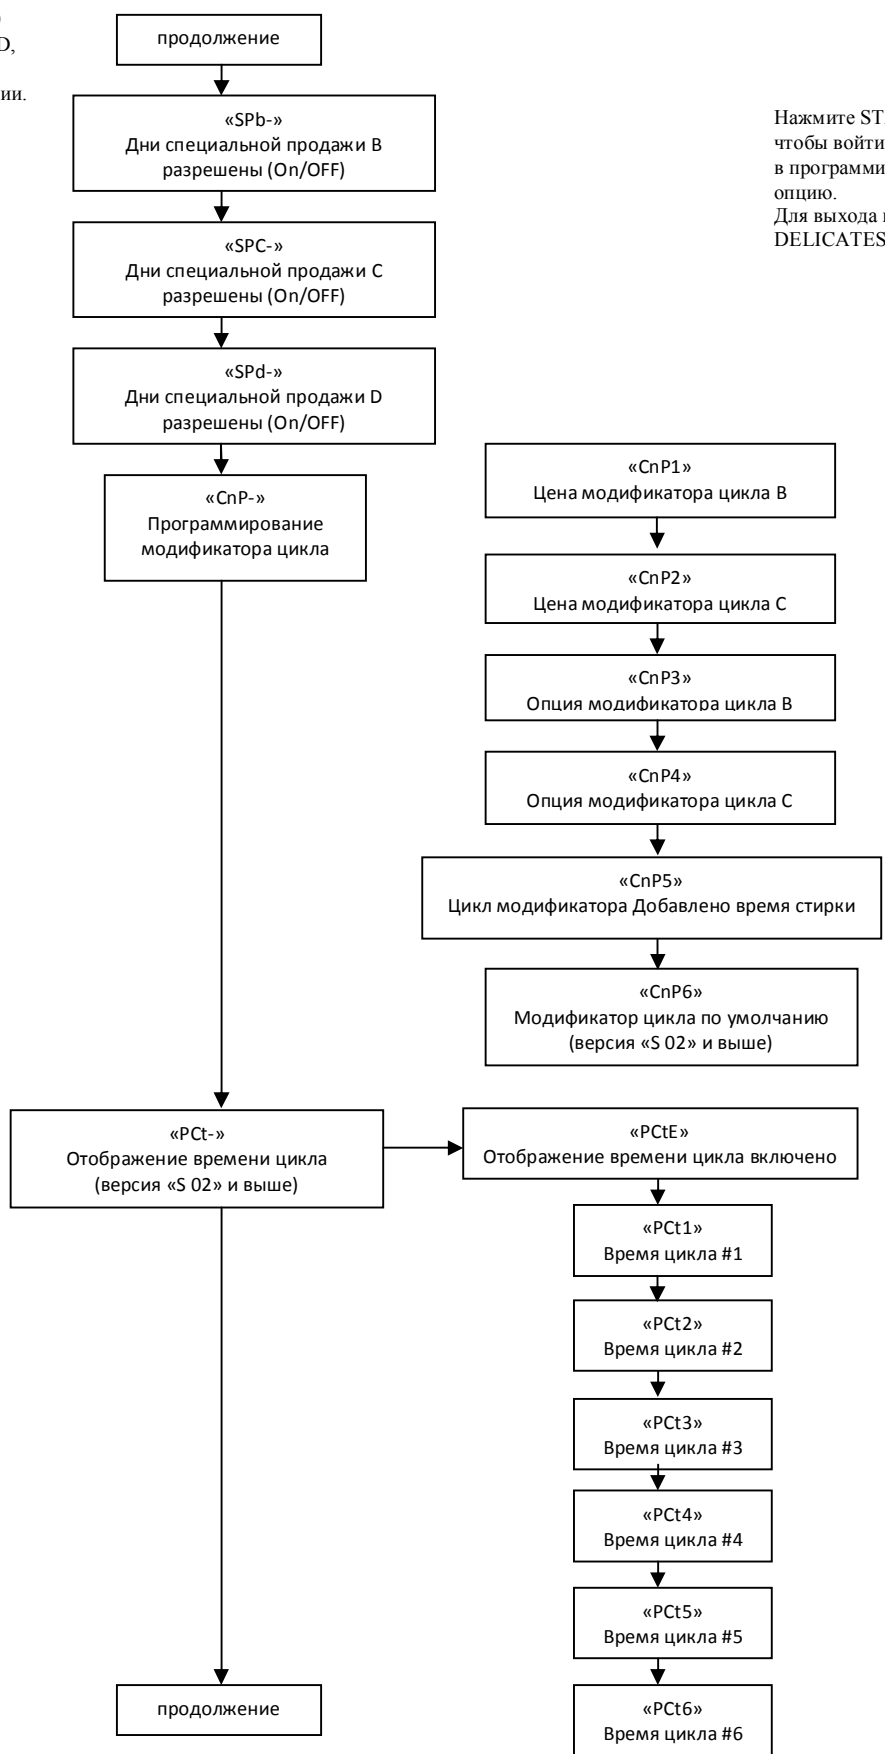 D,
ии.
продолжение
«SPb-»
Дни специальной продажи B
разрешены (On/OFF)
«SPC-»
Дни специальной продажи C
разрешены (On/OFF)
«SPd-»
Дни специальной продажи D
разрешены (On/OFF)
«CnP-»
Программирование
модификатора цикла
Нажмите ST
чтобы войти
в программи
опцию.
Для выхода
DELICATES
«CnP1»
Цена модификатора цикла B
«CnP2»
Цена модификатора цикла C
«CnP3»
Опция модификатора цикла B
«CnP4»
Опция модификатора цикла C
«CnP5»
Цикл модификатора Добавлено время стирки
«CnP6»
Модификатор цикла по умолчанию
(версия «S 02» и выше)
«PCt-»
Отображение времени цикла
(версия «S 02» и выше)
«PCtE»
Отображение времени цикла включено
«PCt1»
Время цикла #1
«PCt2»
Время цикла #2
«PCt3»
Время цикла #3
«PCt4»
Время цикла #4
«PCt5»
Время цикла #5
«PCt6»
Время цикла #6
продолжение